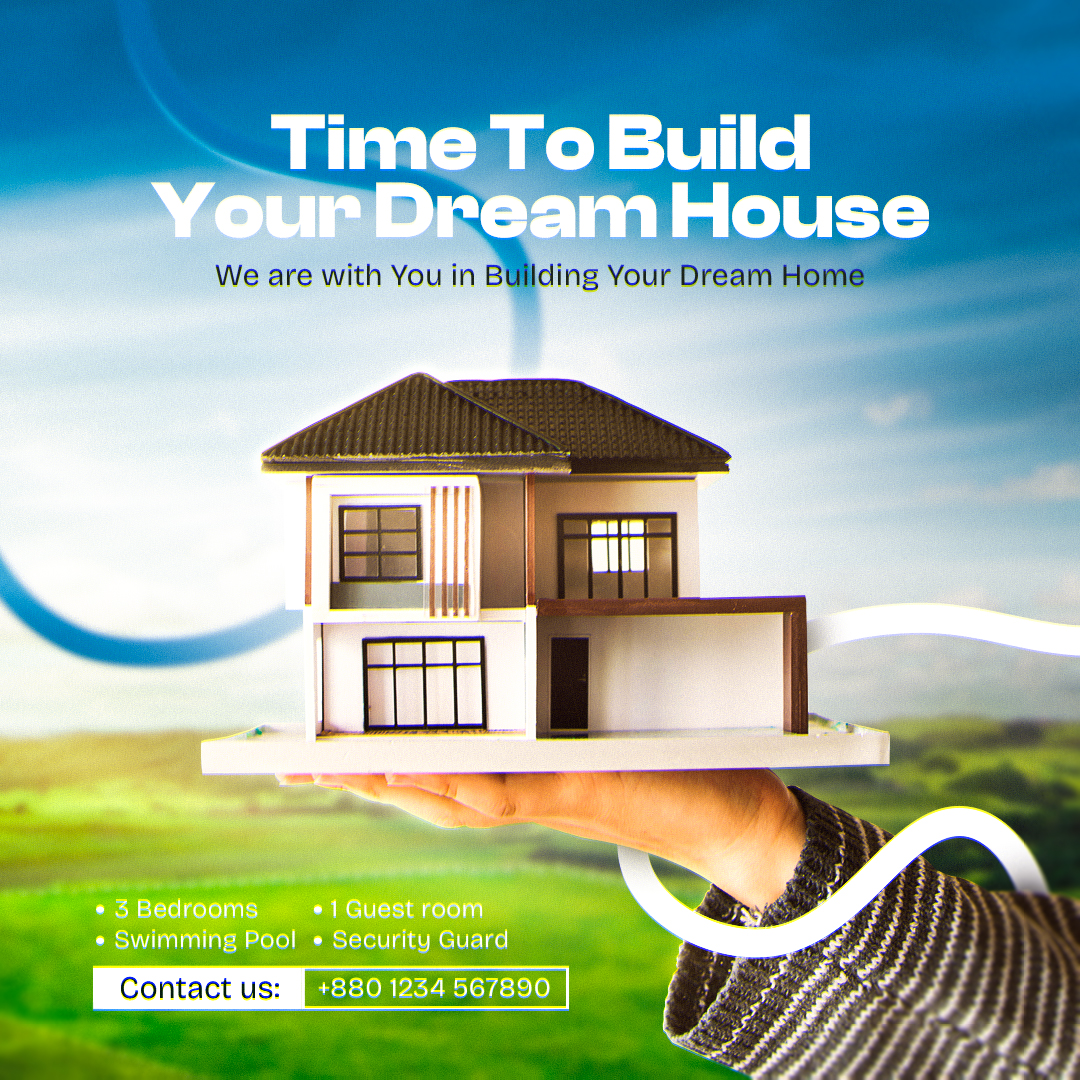 Time To Build
Your Dream House
We are with You in Building Your Dream Home
• 3 Bedrooms • 1 Guest room
• Swimming Pool • Security Guard
Contact us: +880 1234 567890